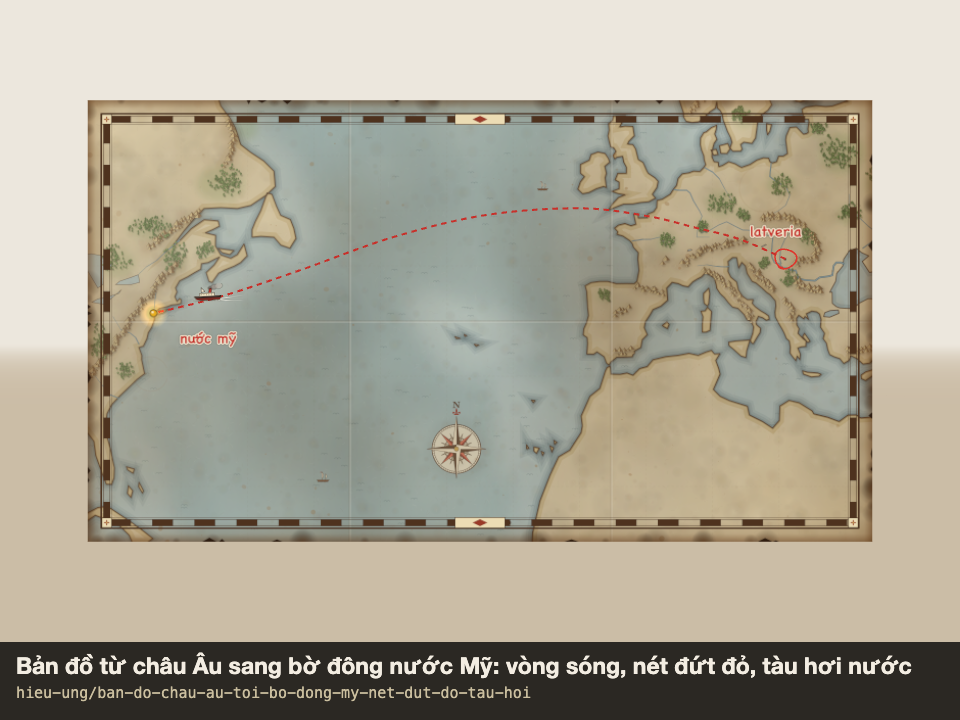 latveria
nước mỹ
N
Bản đồ từ châu Âu sang bờ đông nước Mỹ: vòng sóng, nét đứt đỏ, tàu hơi nước
hieu-ung/ban-do-chau-au-toi-bo-dong-my-net-dut-do-tau-hoi